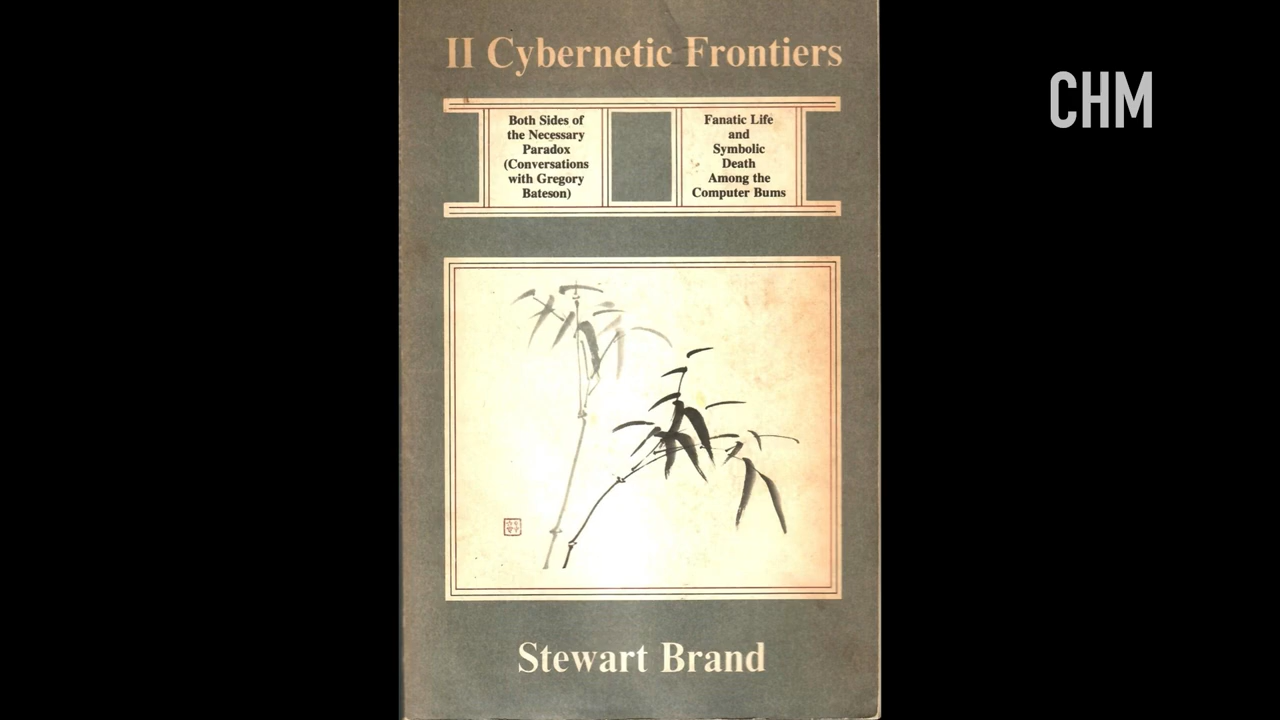 II Cybernetic Frontiers
Both Sides of
the Necessary
Paradox
(Conversations
with Gregory
Bateson)
Fanatic Life
and
Symbolic
Death
Among the
Computer Bums
Stewart Brand
CHM